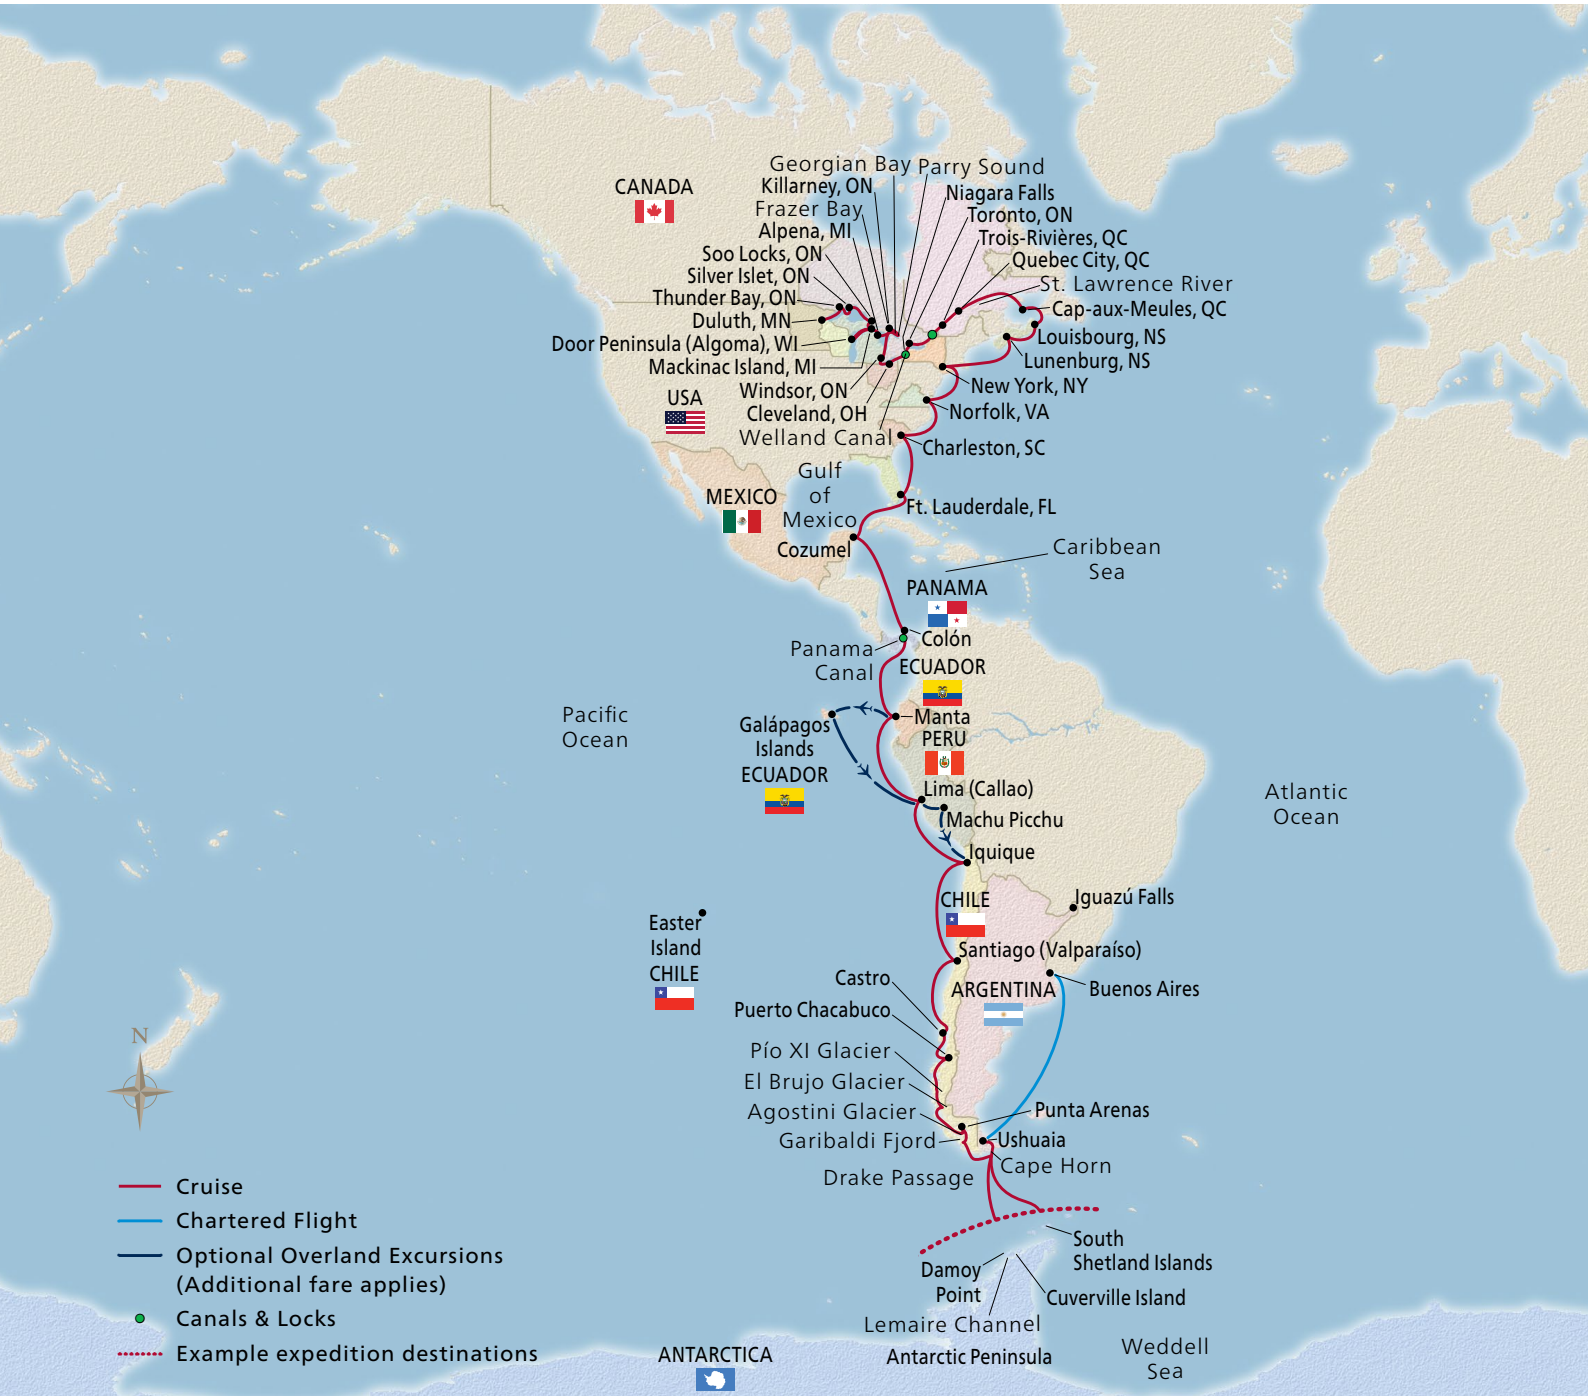 Georgian Bay
Parry Sound
CANADA
Killarney, ON
Niagara Falls
Frazer Bay
Toronto, ON
Alpena, MI
Trois-Rivières, QC
Soo Locks, ON
Quebec City, QC
Silver Islet, ON
St. Lawrence River
Thunder Bay, ON
Cap-aux-Meules, QC
Duluth, MN
Louisbourg, NS
Door Peninsula (Algoma), WI
Lunenburg, NS
Mackinac Island, MI
New York, NY
Windsor, ON
USA
Norfolk, VA
Cleveland, OH
Welland Canal
Charleston, SC
Gulf
of
Mexico
MEXICO
Ft. Lauderdale, FL
Cozumel
Caribbean
Sea
PANAMA
Colón
Panama
Canal
ECUADOR
Manta
Pacific
Ocean
Galápagos
Islands
ECUADOR
PERU
Lima (Callao)
Atlantic
Ocean
Machu Picchu
Iquique
CHILE
Iguazú Falls
Easter
Island
CHILE
Santiago (Valparaíso)
Castro
ARGENTINA
Buenos Aires
Puerto Chacabuco
N
Pío XI Glacier
El Brujo Glacier
Agostini Glacier
Punta Arenas
Garibaldi Fjord
Ushuaia
Cape Horn
Drake Passage
Cruise
Chartered Flight
Optional Overland Excursions
(Additional fare applies)
Canals & Locks
Example expedition destinations
South
Shetland Islands
Damoy
Point
Cuverville Island
Lemaire Channel
Antarctic Peninsula
Weddell
Sea
ANTARCTICA